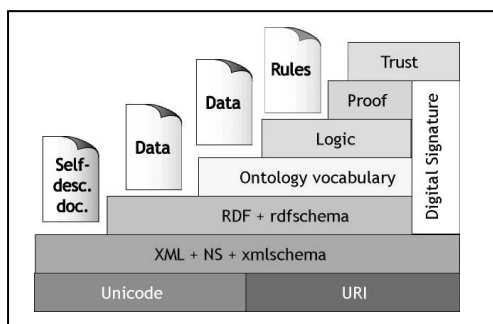 Trust
Rules
Proof
Data
Logic
Data
Ontology vocabulary
Digital Signature
Self-
desc.
doc.
RDF + rdfschema
XML + NS + xmlschema
Unicode
URI